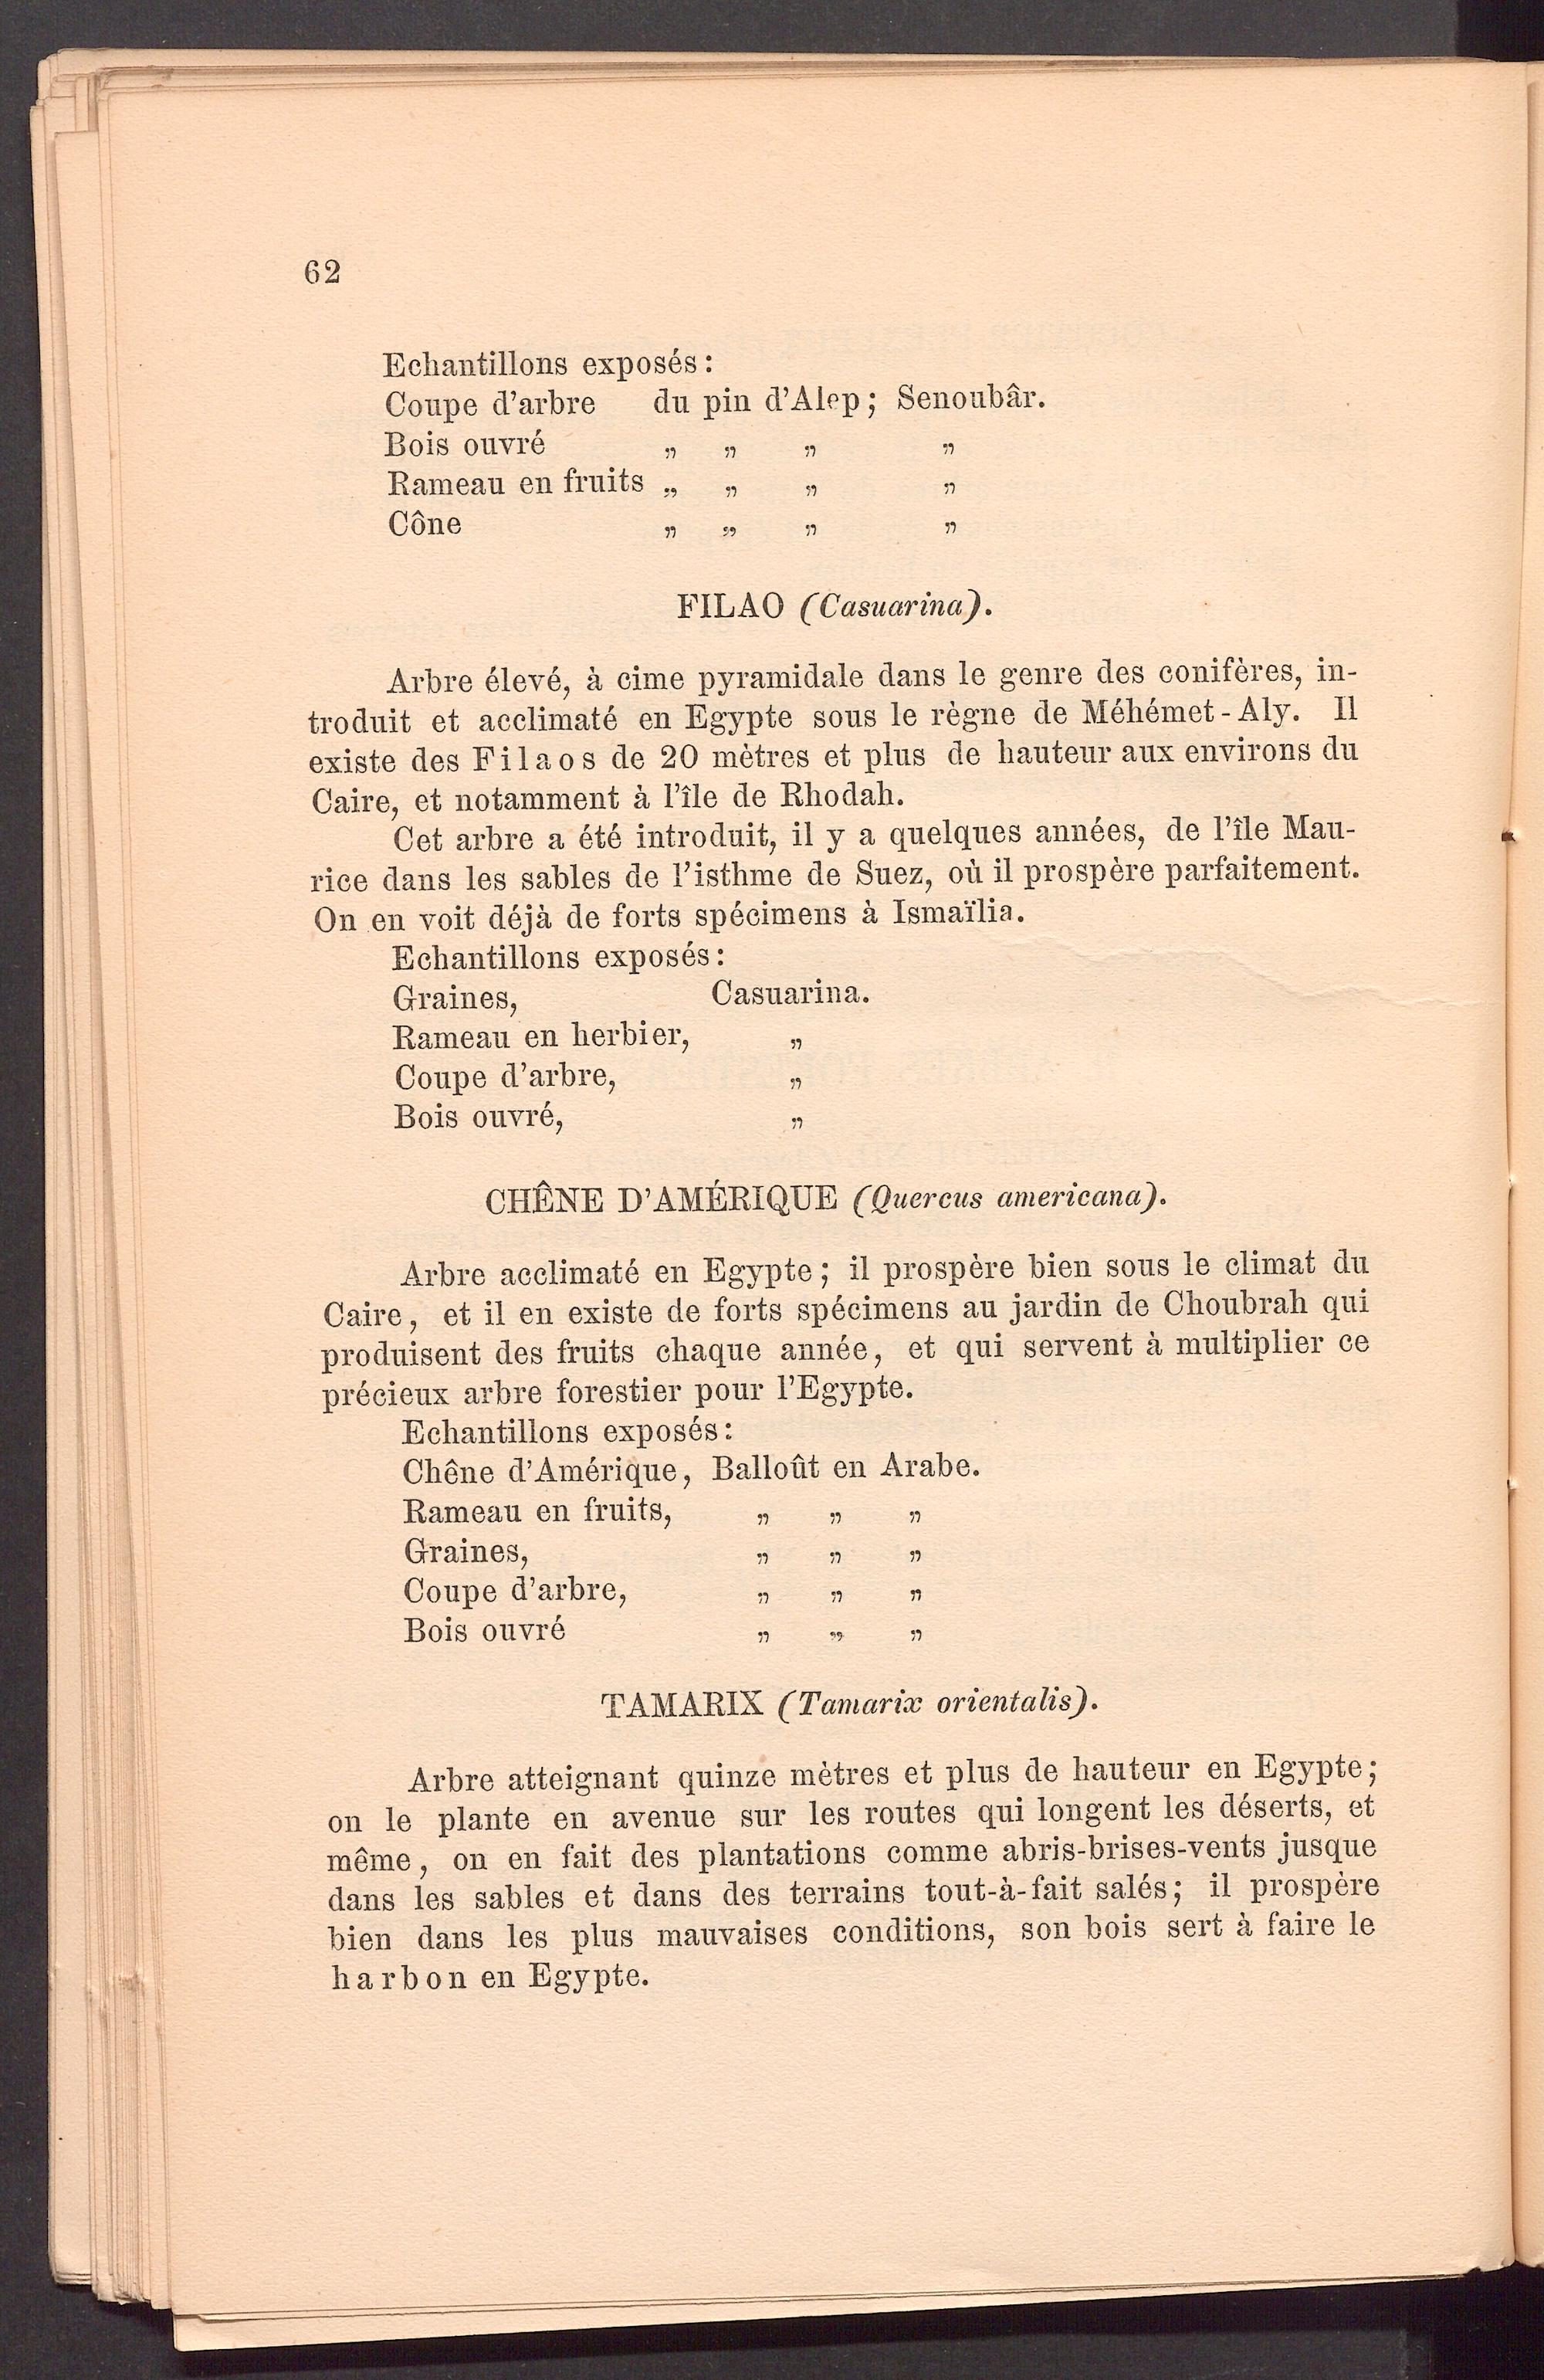 62
Echantillons exposés:
Coupe d'arbre du pin d'Alep; Senoubâr.
Bois ouvré „ „ „ „
Rameau en fruits „ „ „ „
Cône „ „ „ „
FILAO (Casuarina).
Arbre élevé, à cime pyramidale dans le genre des conifères, in-
troduit et acclimaté en Egypte sous le règne de Méhémet-Aly. Il
existe des Filaos de 20 mètres et plus de hauteur aux environs du
Caire, et notamment à l'île de Rhodah.
Cet arbre a été introduit, il y a quelques années, de l'île Mau-
rice dans les sables de l'isthme de Suez, où il prospère parfaitement.
On en voit déjà de forts spécimens à Ismaïlia.
Echantillons exposés:
Graines, Casuarina.
Rameau en herbier, „
Coupe d'arbre, „
Bois ouvré, „
CHÊNE D'AMÉRIQUE (Quercus americana).
Arbre acclimaté en Egypte; il prospère bien sous le climat du
Caire, et il en existe de forts spécimens au jardin de Choubrah qui
produisent des fruits chaque année, et qui servent à multiplier ce
précieux arbre forestier pour l'Egypte.
Echantillons exposés:
Chêne d'Amérique, Balloût en Arabe.
Rameau en fruits, „ „ „
Graines, „ „ „
Coupe d'arbre, „ „ „
Bois ouvré „ „ „
TAMARIX (Tamarix orientalis).
Arbre atteignant quinze mètres et plus de hauteur en Egypte;
on le plante en avenue sur les routes qui longent les déserts, et
même, on en fait des plantations comme abris-brises-vents jusque
dans les sables et dans des terrains tout-à-fait salés; il prospère
bien dans les plus mauvaises conditions, son bois sert à faire le
harbon en Egypte.